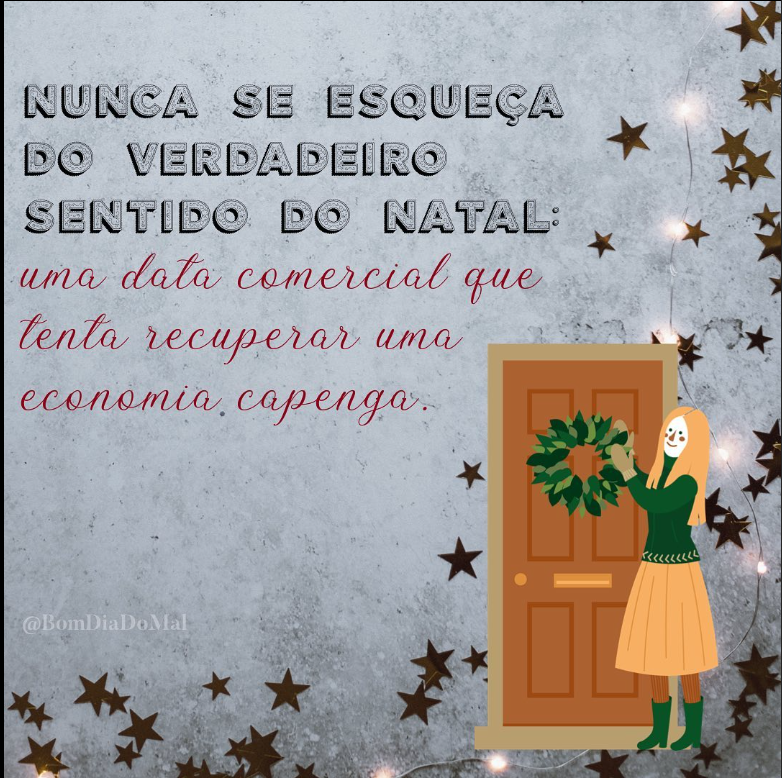 NUNCA SE ESQUEÇA
DO VERDADEIRO
SENTIDO DO NATAL:
uma data comercial que
tenta recuperar uma
economia capenga.
@BomDiaDoMal